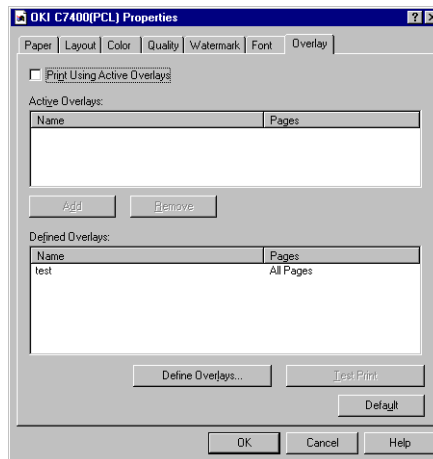 OKI C7400(PCL) Properties
Paper Layout Color Quality Watermark Font Overlay
Print Using Active Overlays
Active Overlays:
Name Pages
Add Remove
Defined Overlays:
Name Pages
test All Pages
Define Overlays... Test Print
Default
OK Cancel Help